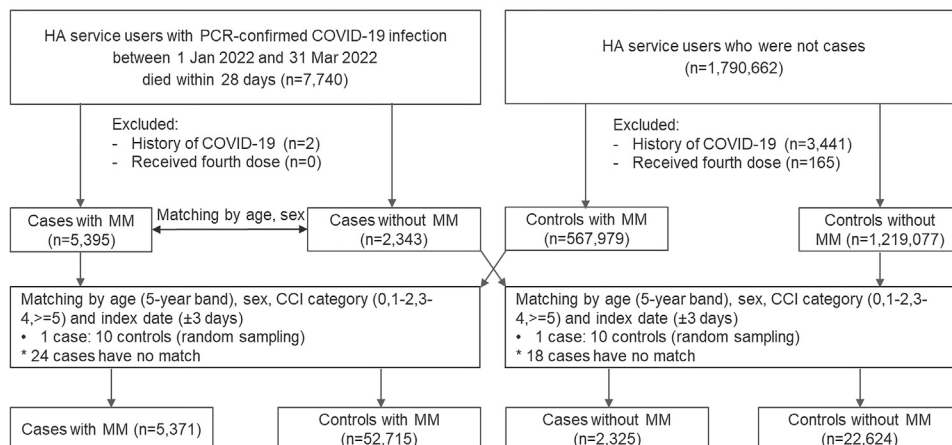 HA service users with PCR-confirmed COVID-19 infection
between 1 Jan 2022 and 31 Mar 2022
died within 28 days (n=7,740)
HA service users who were not cases
(n=1,790,662)
Excluded:
- History of COVID-19 (n=2)
- Received fourth dose (n=0)
Excluded:
- History of COVID-19 (n=3,441)
- Received fourth dose (n=165)
Cases with MM
(n=5,395)
Matching by age, sex
Cases without MM
(n=2,343)
Controls with MM
(n=567,979)
Controls without
MM (n=1,219,077)
Matching by age (5-year band), sex, CCI category (0,1-2,3-
4,>=5) and index date (±3 days)
• 1 case: 10 controls (random sampling)
* 24 cases have no match
Matching by age (5-year band), sex, CCI category (0,1-2,3-
4,>=5) and index date (±3 days)
• 1 case: 10 controls (random sampling)
* 18 cases have no match
Cases with MM (n=5,371)
Controls with MM
(n=52,715)
Cases without MM
(n=2,325)
Controls without MM
(n=22,624)